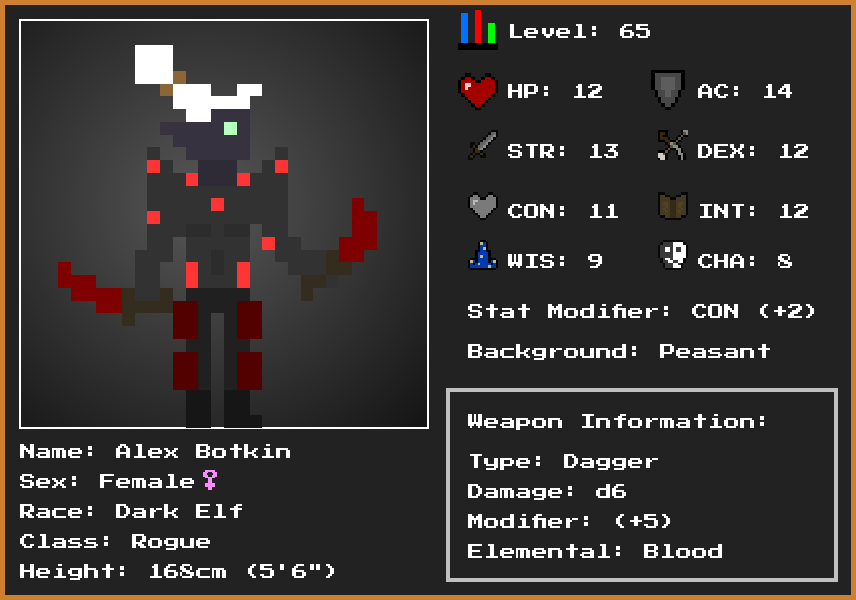 Level: 65
HP: 12 AC: 14
STR: 13 DEX: 12
CON: 11 INT: 12
WIS: 9 CHA: 8
Stat Modifier: CON (+2)
Background: Peasant
Weapon Information:
Type: Dagger
Damage: d6
Modifier: (+5)
Elemental: Blood
Name: Alex Botkin
Sex: Female♀
Race: Dark Elf
Class: Rogue
Height: 168cm (5'6")